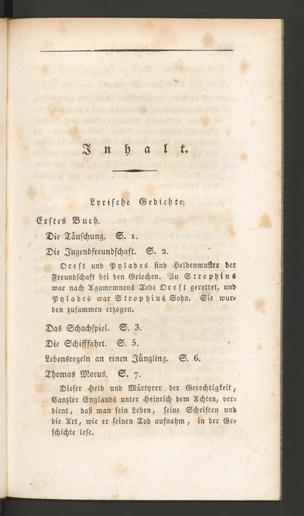 Inhalt.
Lyrische Gedichte.
Erstes Buch.
Die Täuschung. S. 1.
Die Jugendfreundschaft. S. 2.
Orest und Pylades sind Heldenmuster der
Freundschaft bei den Griechen. Zu Strophius
war nach Agamemnons Tode Orest gerettet, und
Pylades war Strophius Sohn. Sie wur-
den zusammen erzogen.
Das Schachspiel. S. 3.
Die Schifffahrt. S. 5.
Lebensregeln an einen Jüngling. S. 6.
Thomas Morus. S. 7.
Dieser Held und Märtyrer der Gerechtigkeit,
Canzler Englands unter Heinrich dem Achten, ver-
dient, daß man sein Leben, seine Schriften und
die Art, wie er seinen Tod aufnahm, in der Ge-
schichte lese.